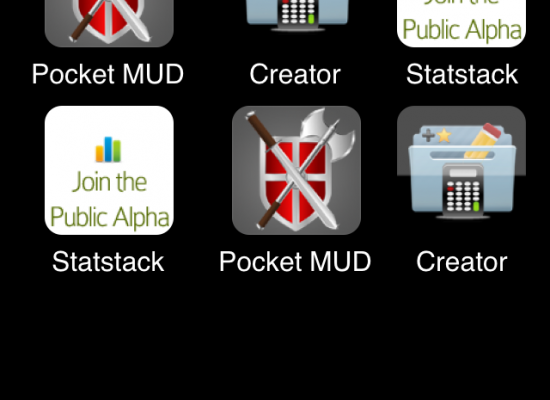 Join the
Public Alpha
Pocket MUD
Creator
Statstack
Join the
Public Alpha
Statstack
Pocket MUD
Creator